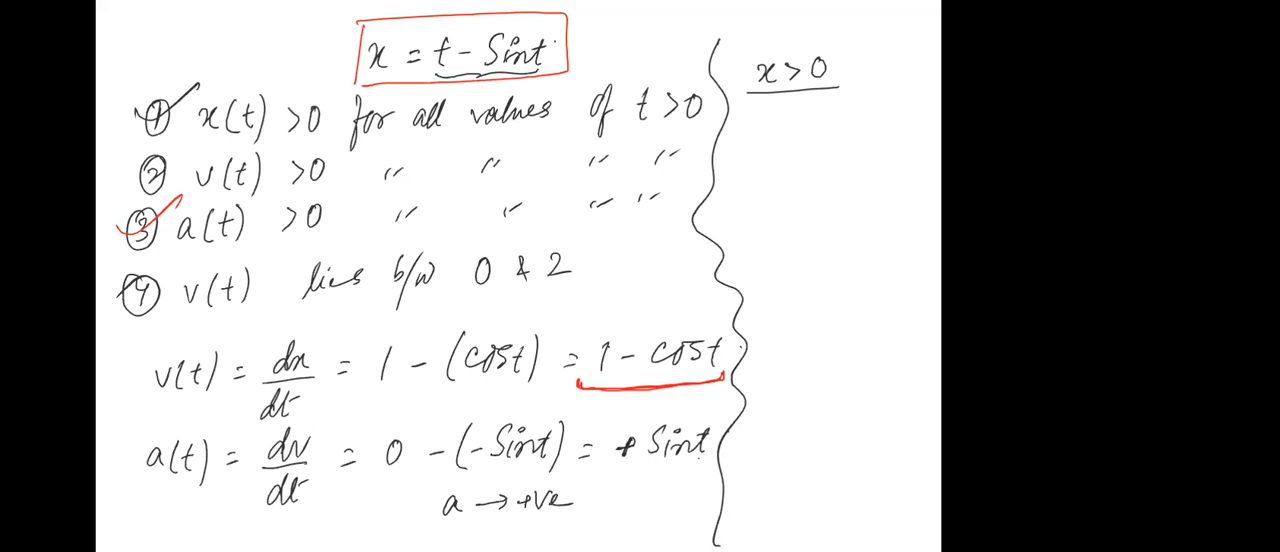 x = t - Sint
① x(t) >0 for all values of t>0
② v(t) >0 〃 〃 〃 〃
③ a(t) >0 〃 〃 〃 〃
④ v(t) lies b/w 0 & 2
v(t) = dx/dt = 1 - (cost) = 1 - cost
a(t) = dv/dt = 0 - (-Sint) = + Sint
a → +ve
x > 0